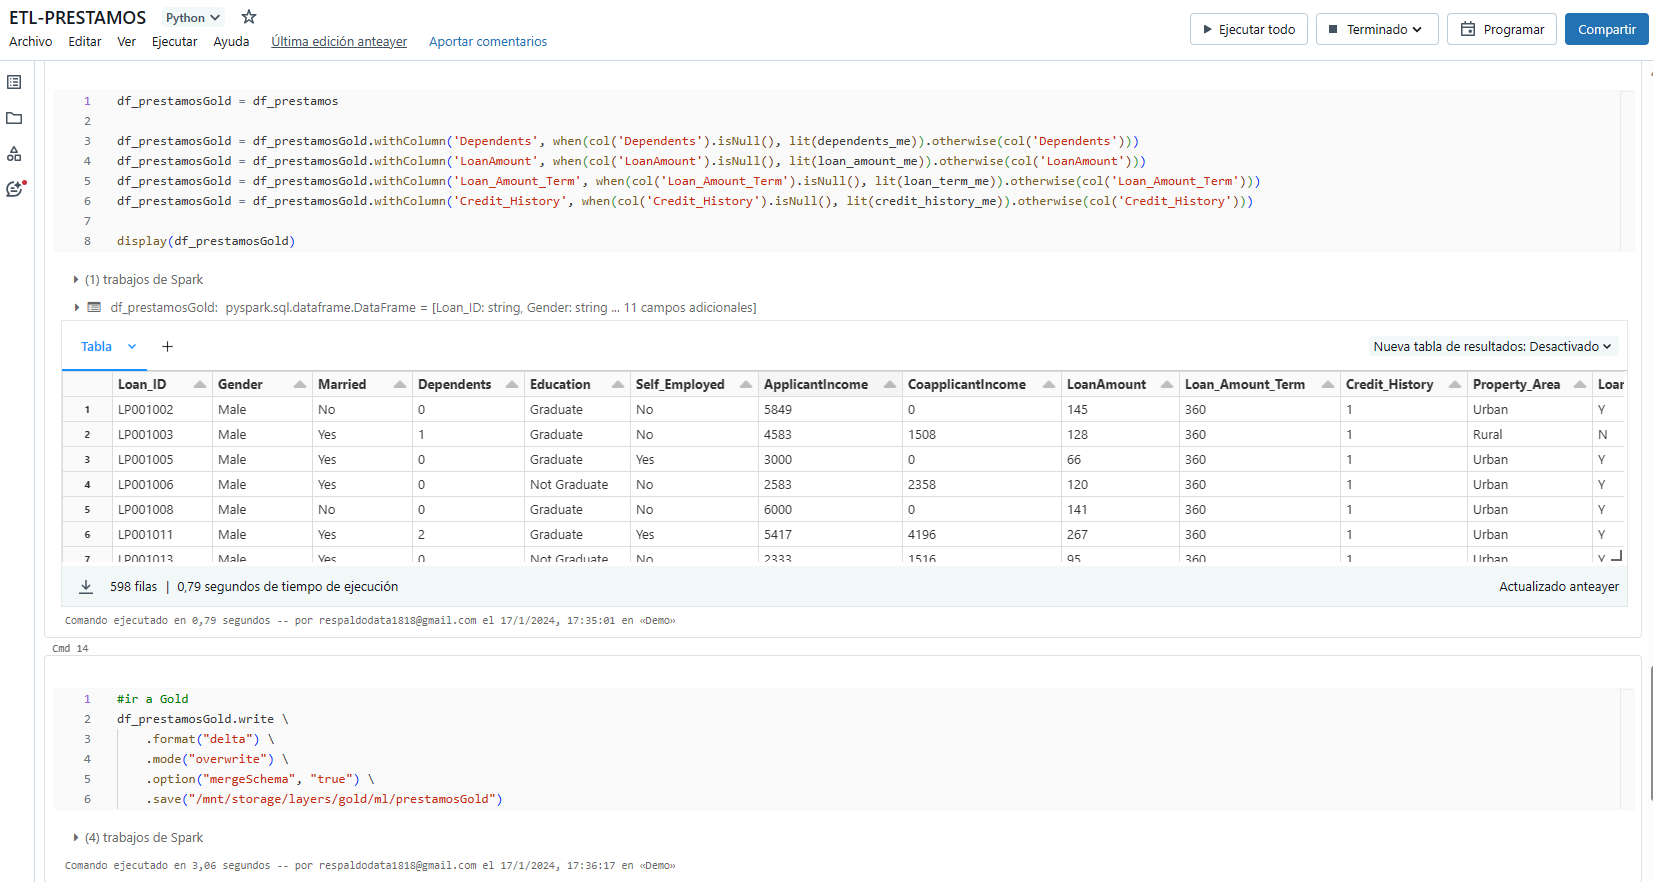 ETL-PRESTAMOS Python
Archivo Editar Ver Ejecutar Ayuda Última edición anteayer Aportar comentarios
Ejecutar todo Terminado Programar Compartir
1 df_prestamosGold = df_prestamos
2
3 df_prestamosGold = df_prestamosGold.withColumn('Dependents', when(col('Dependents').isNull(), lit(dependents_me)).otherwise(col('Dependents')))
4 df_prestamosGold = df_prestamosGold.withColumn('LoanAmount', when(col('LoanAmount').isNull(), lit(loan_amount_me)).otherwise(col('LoanAmount')))
5 df_prestamosGold = df_prestamosGold.withColumn('Loan_Amount_Term', when(col('Loan_Amount_Term').isNull(), lit(loan_term_me)).otherwise(col('Loan_Amount_Term')))
6 df_prestamosGold = df_prestamosGold.withColumn('Credit_History', when(col('Credit_History').isNull(), lit(credit_history_me)).otherwise(col('Credit_History')))
7
8 display(df_prestamosGold)
(1) trabajos de Spark
df_prestamosGold: pyspark.sql.dataframe.DataFrame = [Loan_ID: string, Gender: string ... 11 campos adicionales]
Tabla + Nueva tabla de resultados: Desactivado
Loan_ID Gender Married Dependents Education Self_Employed ApplicantIncome CoapplicantIncome LoanAmount Loan_Amount_Term Credit_History Property_Area Loan
1 LP001002 Male No 0 Graduate No 5849 0 145 360 1 Urban Y
2 LP001003 Male Yes 1 Graduate No 4583 1508 128 360 1 Rural N
3 LP001005 Male Yes 0 Graduate Yes 3000 0 66 360 1 Urban Y
4 LP001006 Male Yes 0 Not Graduate No 2583 2358 120 360 1 Urban Y
5 LP001008 Male No 0 Graduate No 6000 0 141 360 1 Urban Y
6 LP001011 Male Yes 2 Graduate Yes 5417 4196 267 360 1 Urban Y
7 LP001013 Male Yes 0 Not Graduate No 2333 1516 95 360 1 Urban Y
598 filas | 0,79 segundos de tiempo de ejecución Actualizado anteayer
Comando ejecutado en 0,79 segundos -- por respaldodata1818@gmail.com el 17/1/2024, 17:35:01 en «Demo»
Cmd 14
1 #ir a Gold
2 df_prestamosGold.write \
3 .format("delta") \
4 .mode("overwrite") \
5 .option("mergeSchema", "true") \
6 .save("/mnt/storage/layers/gold/ml/prestamosGold")
(4) trabajos de Spark
Comando ejecutado en 3,06 segundos -- por respaldodata1818@gmail.com el 17/1/2024, 17:36:17 en «Demo»